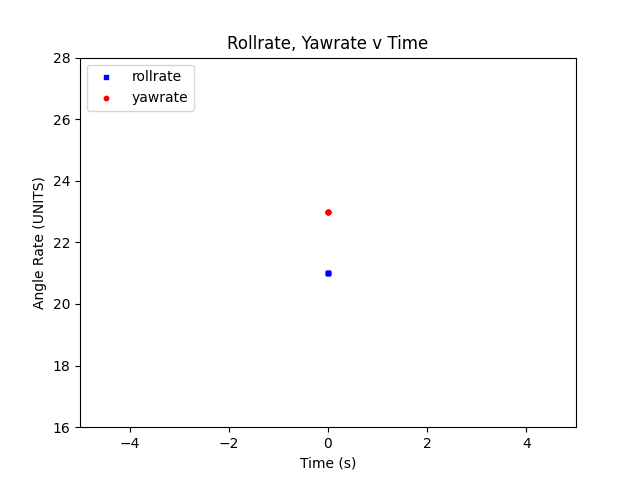 Rollrate, Yawrate v Time
28
rollrate
yawrate
26
24
22
20
18
16
Angle Rate (UNITS)
−4
−2
0
2
4
Time (s)